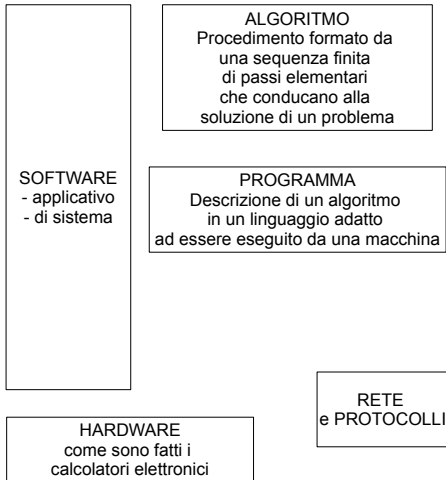 SOFTWARE
- applicativo
- di sistema
ALGORITMO
Procedimento formato da
una sequenza finita
di passi elementari
che conducano alla
soluzione di un problema
PROGRAMMA
Descrizione di un algoritmo
in un linguaggio adatto
ad essere eseguito da una macchina
RETE
e PROTOCOLLI
HARDWARE
come sono fatti i
calcolatori elettronici